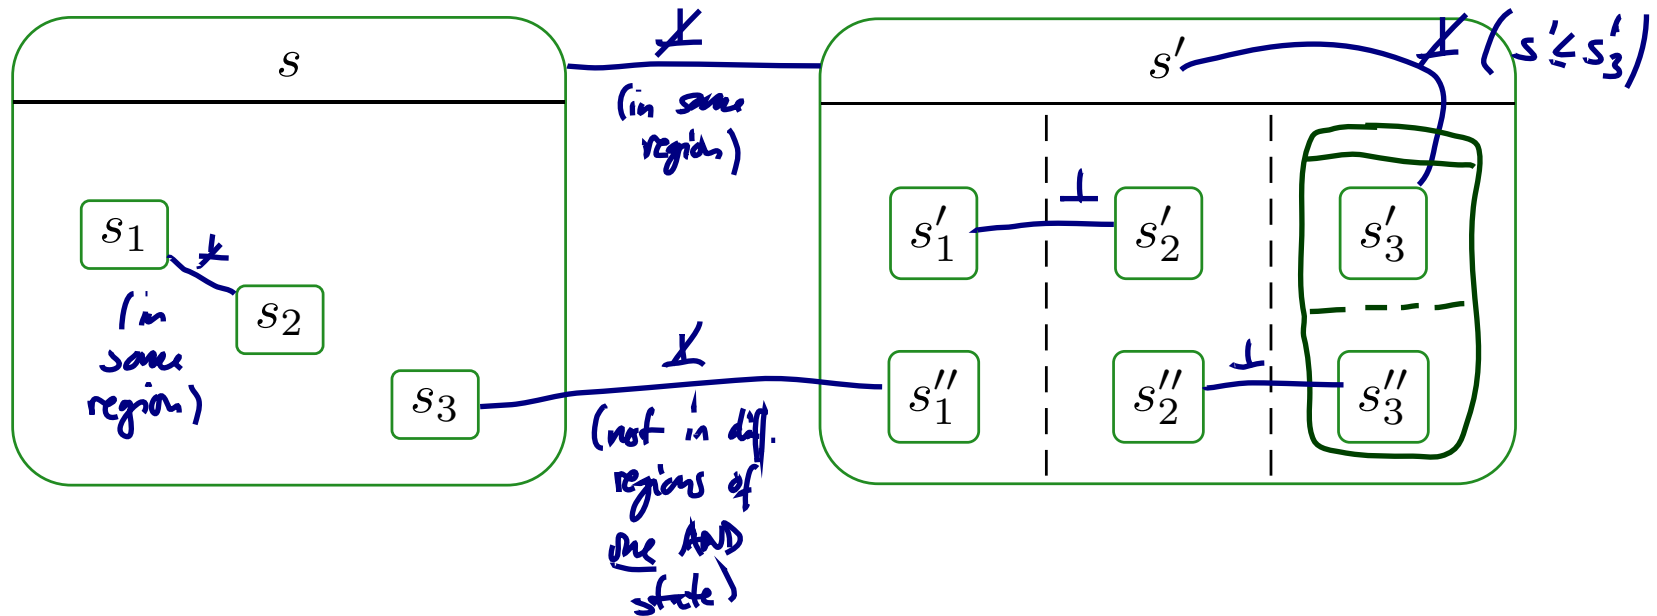 s
⊥̸
(in same
region)
s′
⊥̸ (s′ ≤ s′₃)
s₁
⊥̸
s₂
(in
same
region)
s₃
⊥̸
(not in diff.
regions of
one AND
state)
s′₁
⊥
s′₂
s′₃
s″₁
s″₂
⊥
s″₃